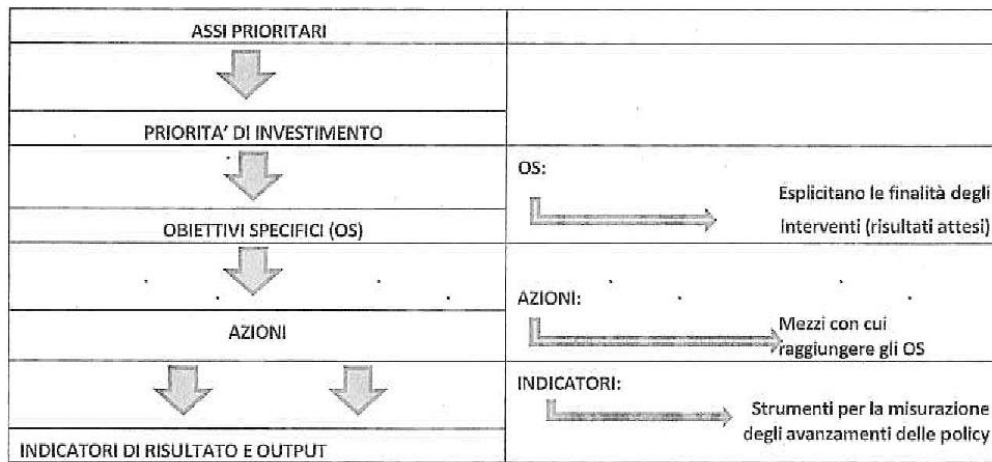 ASSI PRIORITARI
PRIORITA' DI INVESTIMENTO
OBIETTIVI SPECIFICI (OS)
AZIONI
INDICATORI DI RISULTATO E OUTPUT
OS:
Esplicitano le finalità degli
Interventi (risultati attesi)
AZIONI:
Mezzi con cui
raggiungere gli OS
INDICATORI:
Strumenti per la misurazione
degli avanzamenti delle policy